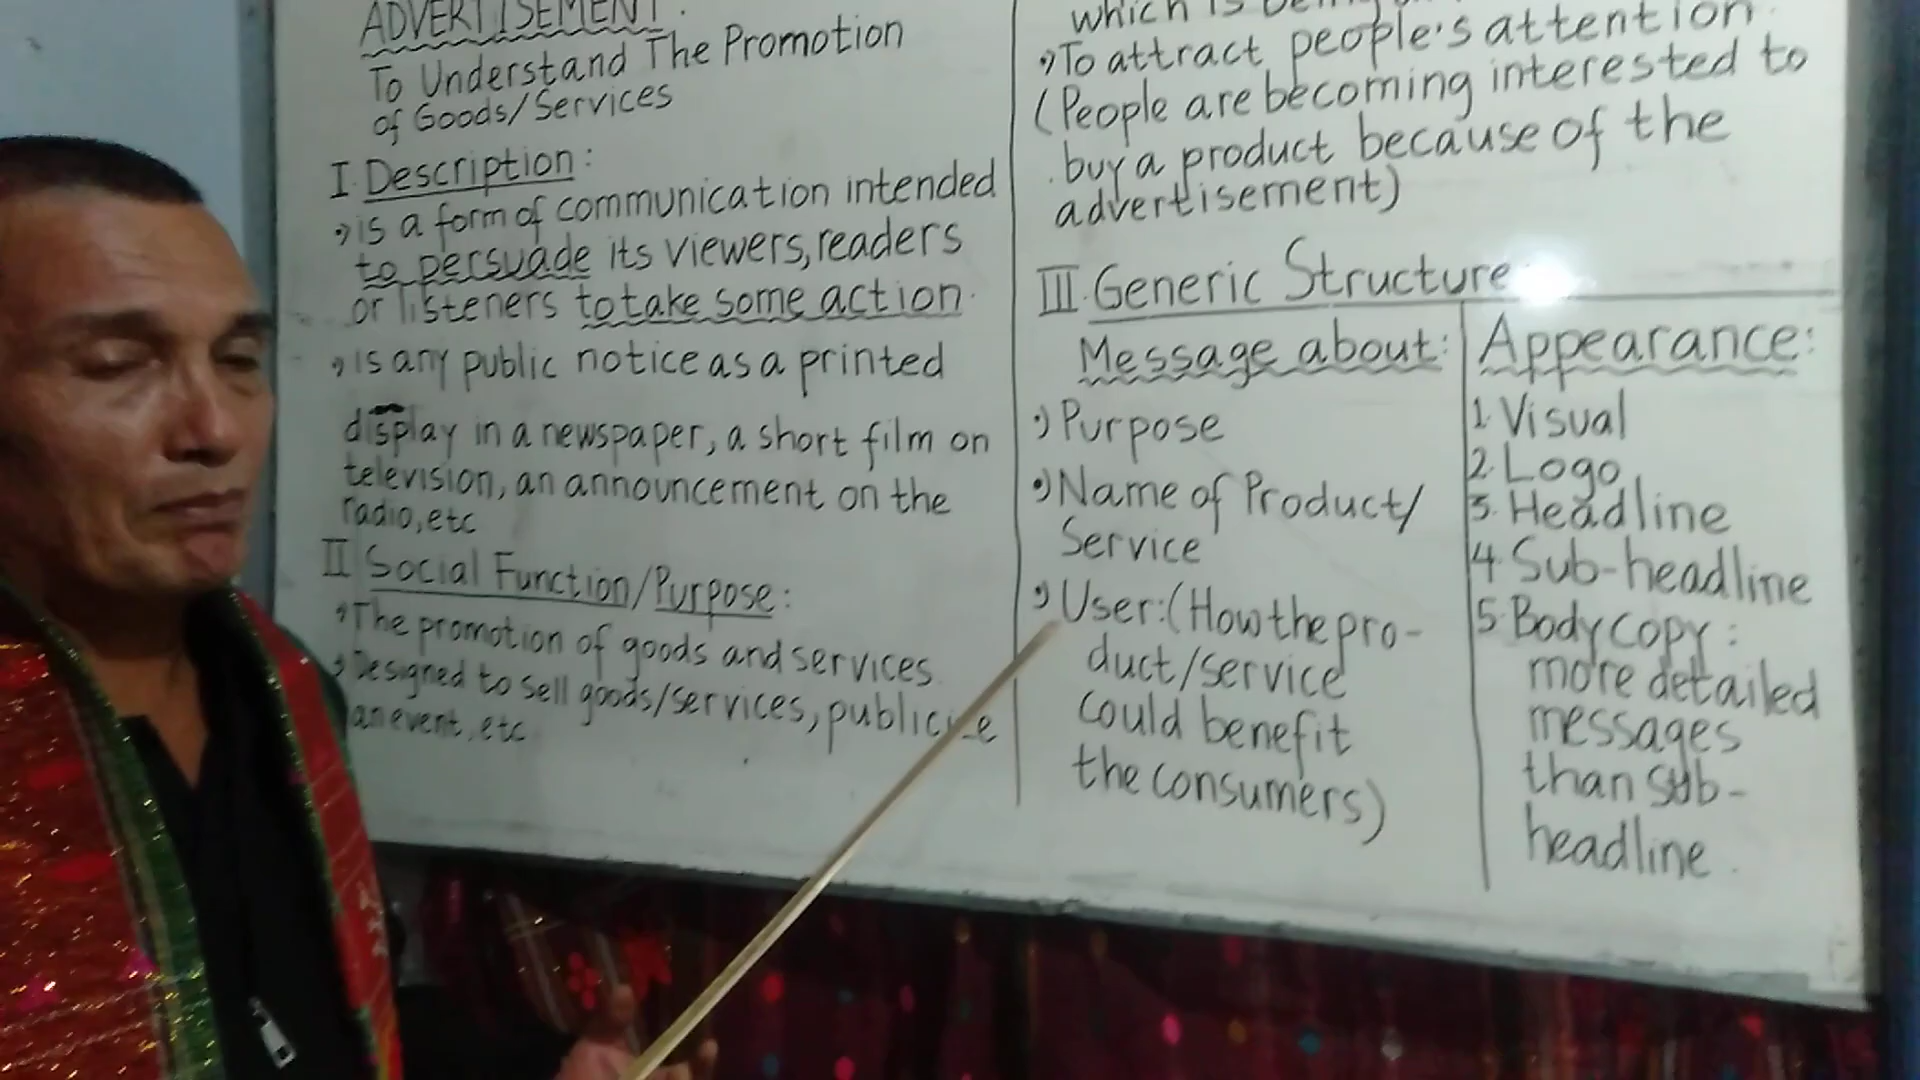 ADVERTISEMENT:
To Understand The Promotion
of Goods/Services
I. Description:
is a form of communication intended
to persuade its viewers, readers
or listeners to take some action.
is any public notice as a printed
display in a newspaper, a short film on
television, an announcement on the
radio, etc
II Social Function/Purpose:
The promotion of goods and services.
Designed to sell goods/services, publicize
an event, etc
which is
To attract people's attention.
(People are becoming interested to
buy a product because of the
advertisement)
III. Generic Structure
Message about:
Purpose
Name of Product/
Service
User: (How the pro-
duct/service
could benefit
the consumers)
Appearance:
1. Visual
2. Logo
3. Headline
4. Sub-headline
5. Body copy:
more detailed
messages
than sub-
headline.